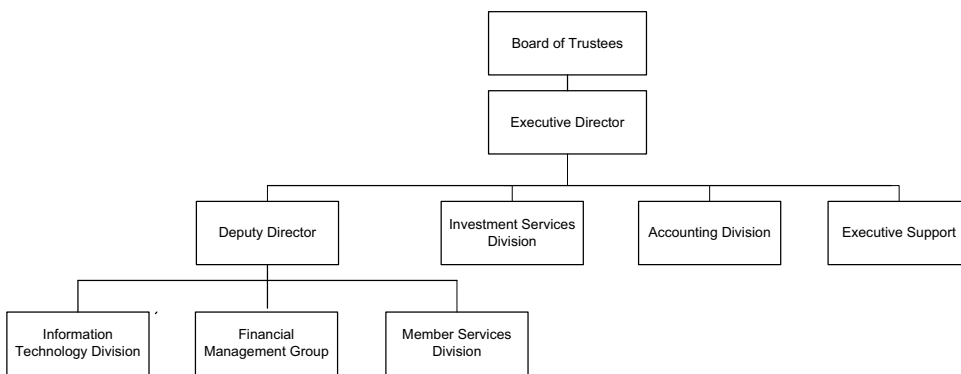 Board of Trustees
Executive Director
Deputy Director
Investment Services
Division
Accounting Division
Executive Support
Information
Technology Division
Financial
Management Group
Member Services
Division